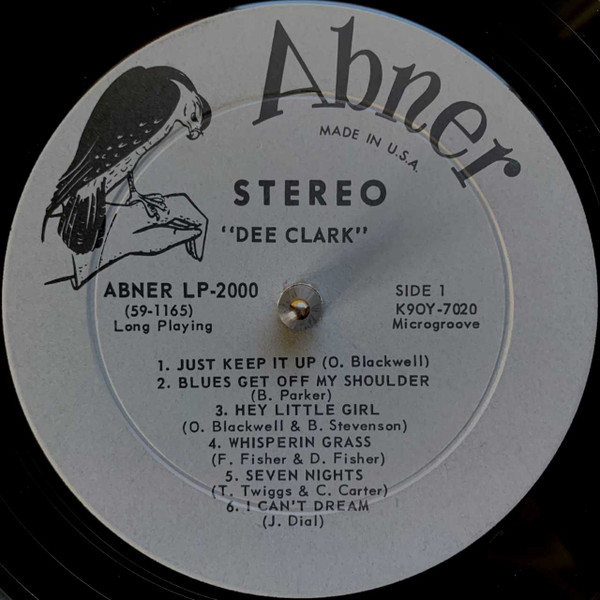 Abner
MADE IN U.S.A.
STEREO
"DEE CLARK"
ABNER LP-2000
(59-1165)
Long Playing
SIDE 1
K9OY-7020
Microgroove
1. JUST KEEP IT UP (O. Blackwell)
2. BLUES GET OFF MY SHOULDER
(B. Parker)
3. HEY LITTLE GIRL
(O. Blackwell & B. Stevenson)
4. WHISPERIN GRASS
(F. Fisher & D. Fisher)
5. SEVEN NIGHTS
(T. Twiggs & C. Carter)
6. I CAN'T DREAM
(J. Dial)